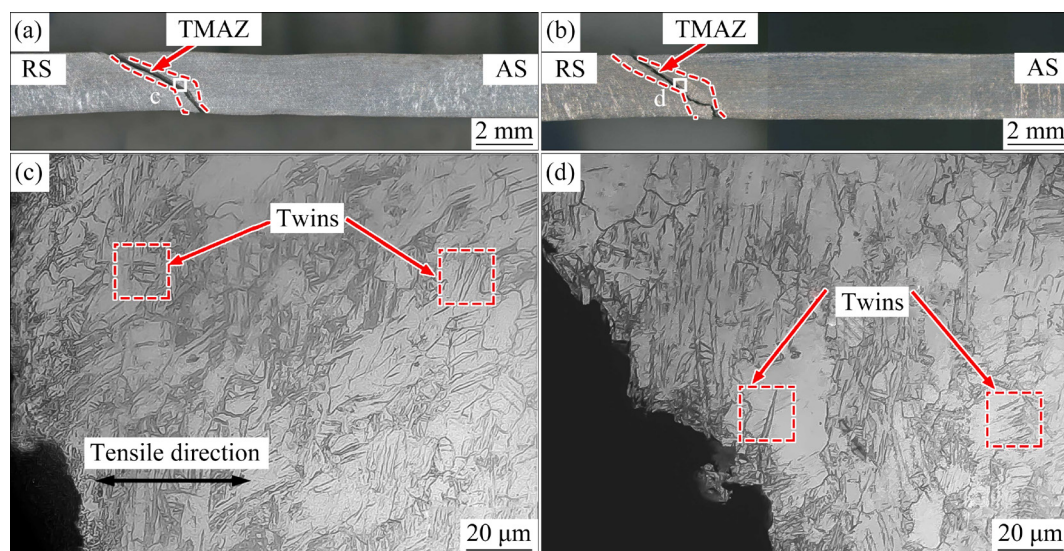 (a)
TMAZ
RS
AS
c
2 mm
(b)
TMAZ
RS
AS
d
2 mm
(c)
Twins
Tensile direction
20 μm
(d)
Twins
20 μm